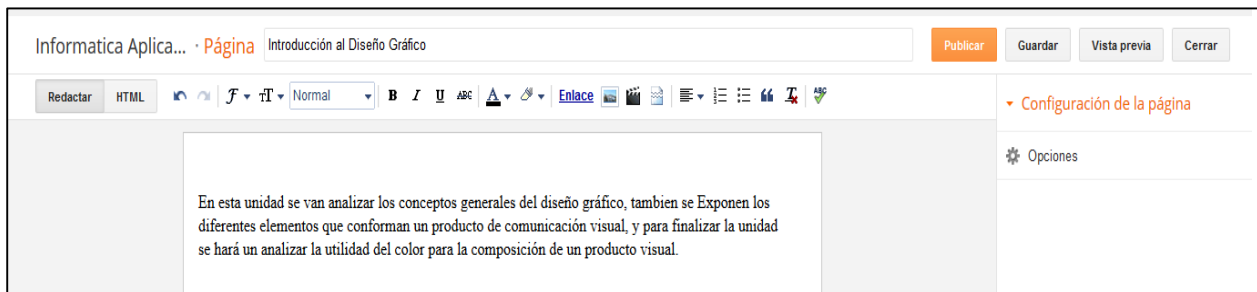 Informatica Aplica... · Página Introducción al Diseño Gráfico Publicar Guardar Vista previa Cerrar
Redactar HTML Normal B I U ABC A Enlace ABC
Configuración de la página
Opciones
En esta unidad se van analizar los conceptos generales del diseño gráfico, tambien se Exponen los
diferentes elementos que conforman un producto de comunicación visual, y para finalizar la unidad
se hará un analizar la utilidad del color para la composición de un producto visual.